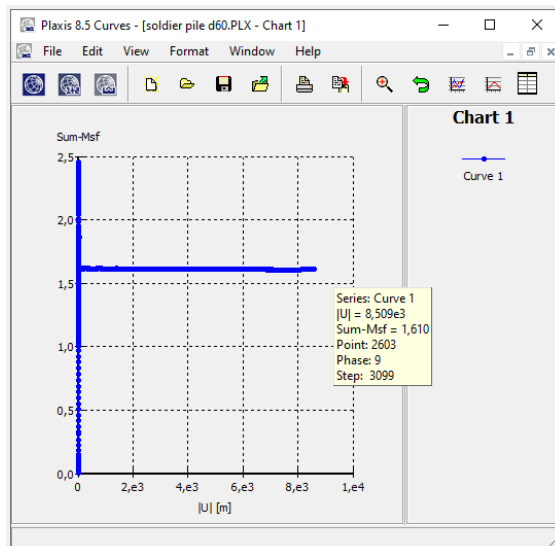 Plaxis 8.5 Curves - [soldier pile d60.PLX - Chart 1]
File Edit View Format Window Help
Chart 1
Curve 1
Sum-Msf
2,5
2,0
1,5
1,0
0,5
0,0
0 2,e3 4,e3 6,e3 8,e3 1,e4
|U| [m]
Series: Curve 1
|U| = 8,509e3
Sum-Msf = 1,610
Point: 2603
Phase: 9
Step: 3099